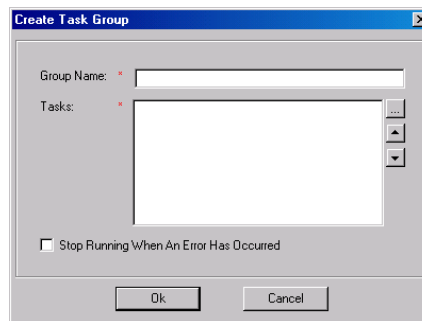 Create Task Group
Group Name: *
Tasks: *
...
Stop Running When An Error Has Occurred
Ok
Cancel